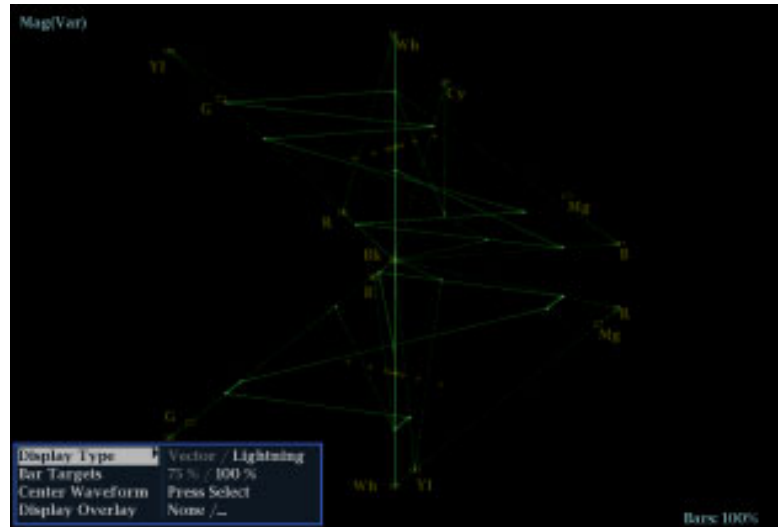 Mag(Var)
Wh
Yl
Cy
G
Mg
R
B
Bk
B
R
Mg
G
Wh Yl
Display Type Vector / Lightning
Bar Targets 75 % / 100 %
Center Waveform Press Select
Display Overlay None /...
Bars: 100%